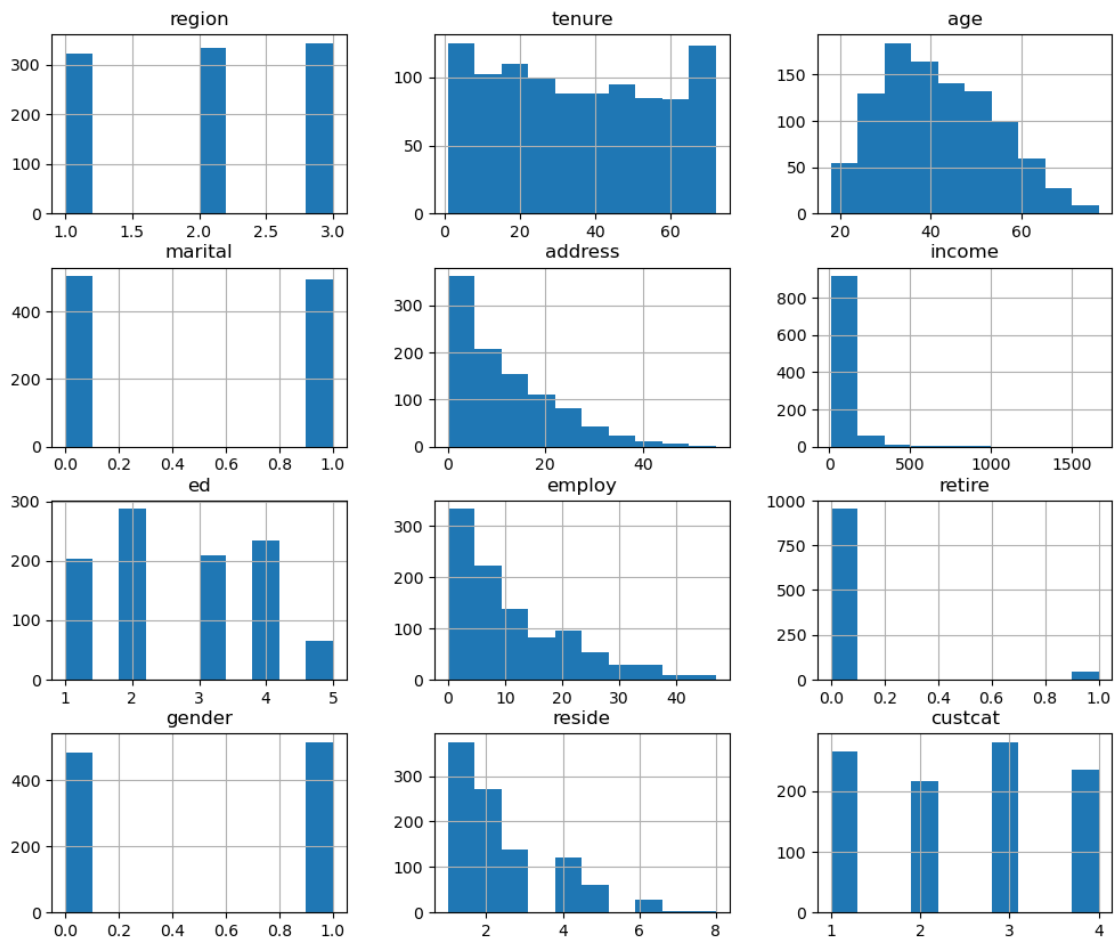 region
300
200
100
0
1.0 1.5 2.0 2.5 3.0
tenure
100
50
0
0 20 40 60
age
150
100
50
0
20 40 60
marital
400
200
0
0.0 0.2 0.4 0.6 0.8 1.0
address
300
200
100
0
0 20 40
income
800
600
400
200
0
0 500 1000 1500
ed
300
200
100
0
1 2 3 4 5
employ
300
200
100
0
0 10 20 30 40
retire
1000
750
500
250
0
0.0 0.2 0.4 0.6 0.8 1.0
gender
400
200
0
0.0 0.2 0.4 0.6 0.8 1.0
reside
300
200
100
0
2 4 6 8
custcat
200
100
0
1 2 3 4